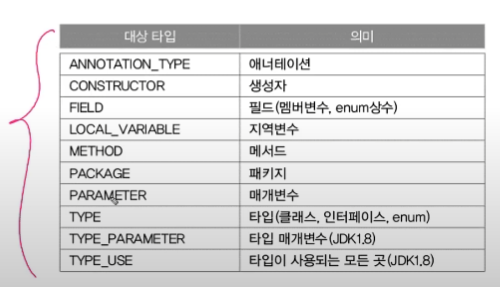 대상 타입 의미
ANNOTATION_TYPE 애너테이션
CONSTRUCTOR 생성자
FIELD 필드(멤버변수, enum상수)
LOCAL_VARIABLE 지역변수
METHOD 메서드
PACKAGE 패키지
PARAMETER 매개변수
TYPE 타입(클래스, 인터페이스, enum)
TYPE_PARAMETER 타입 매개변수(JDK1.8)
TYPE_USE 타입이 사용되는 모든 곳(JDK1.8)